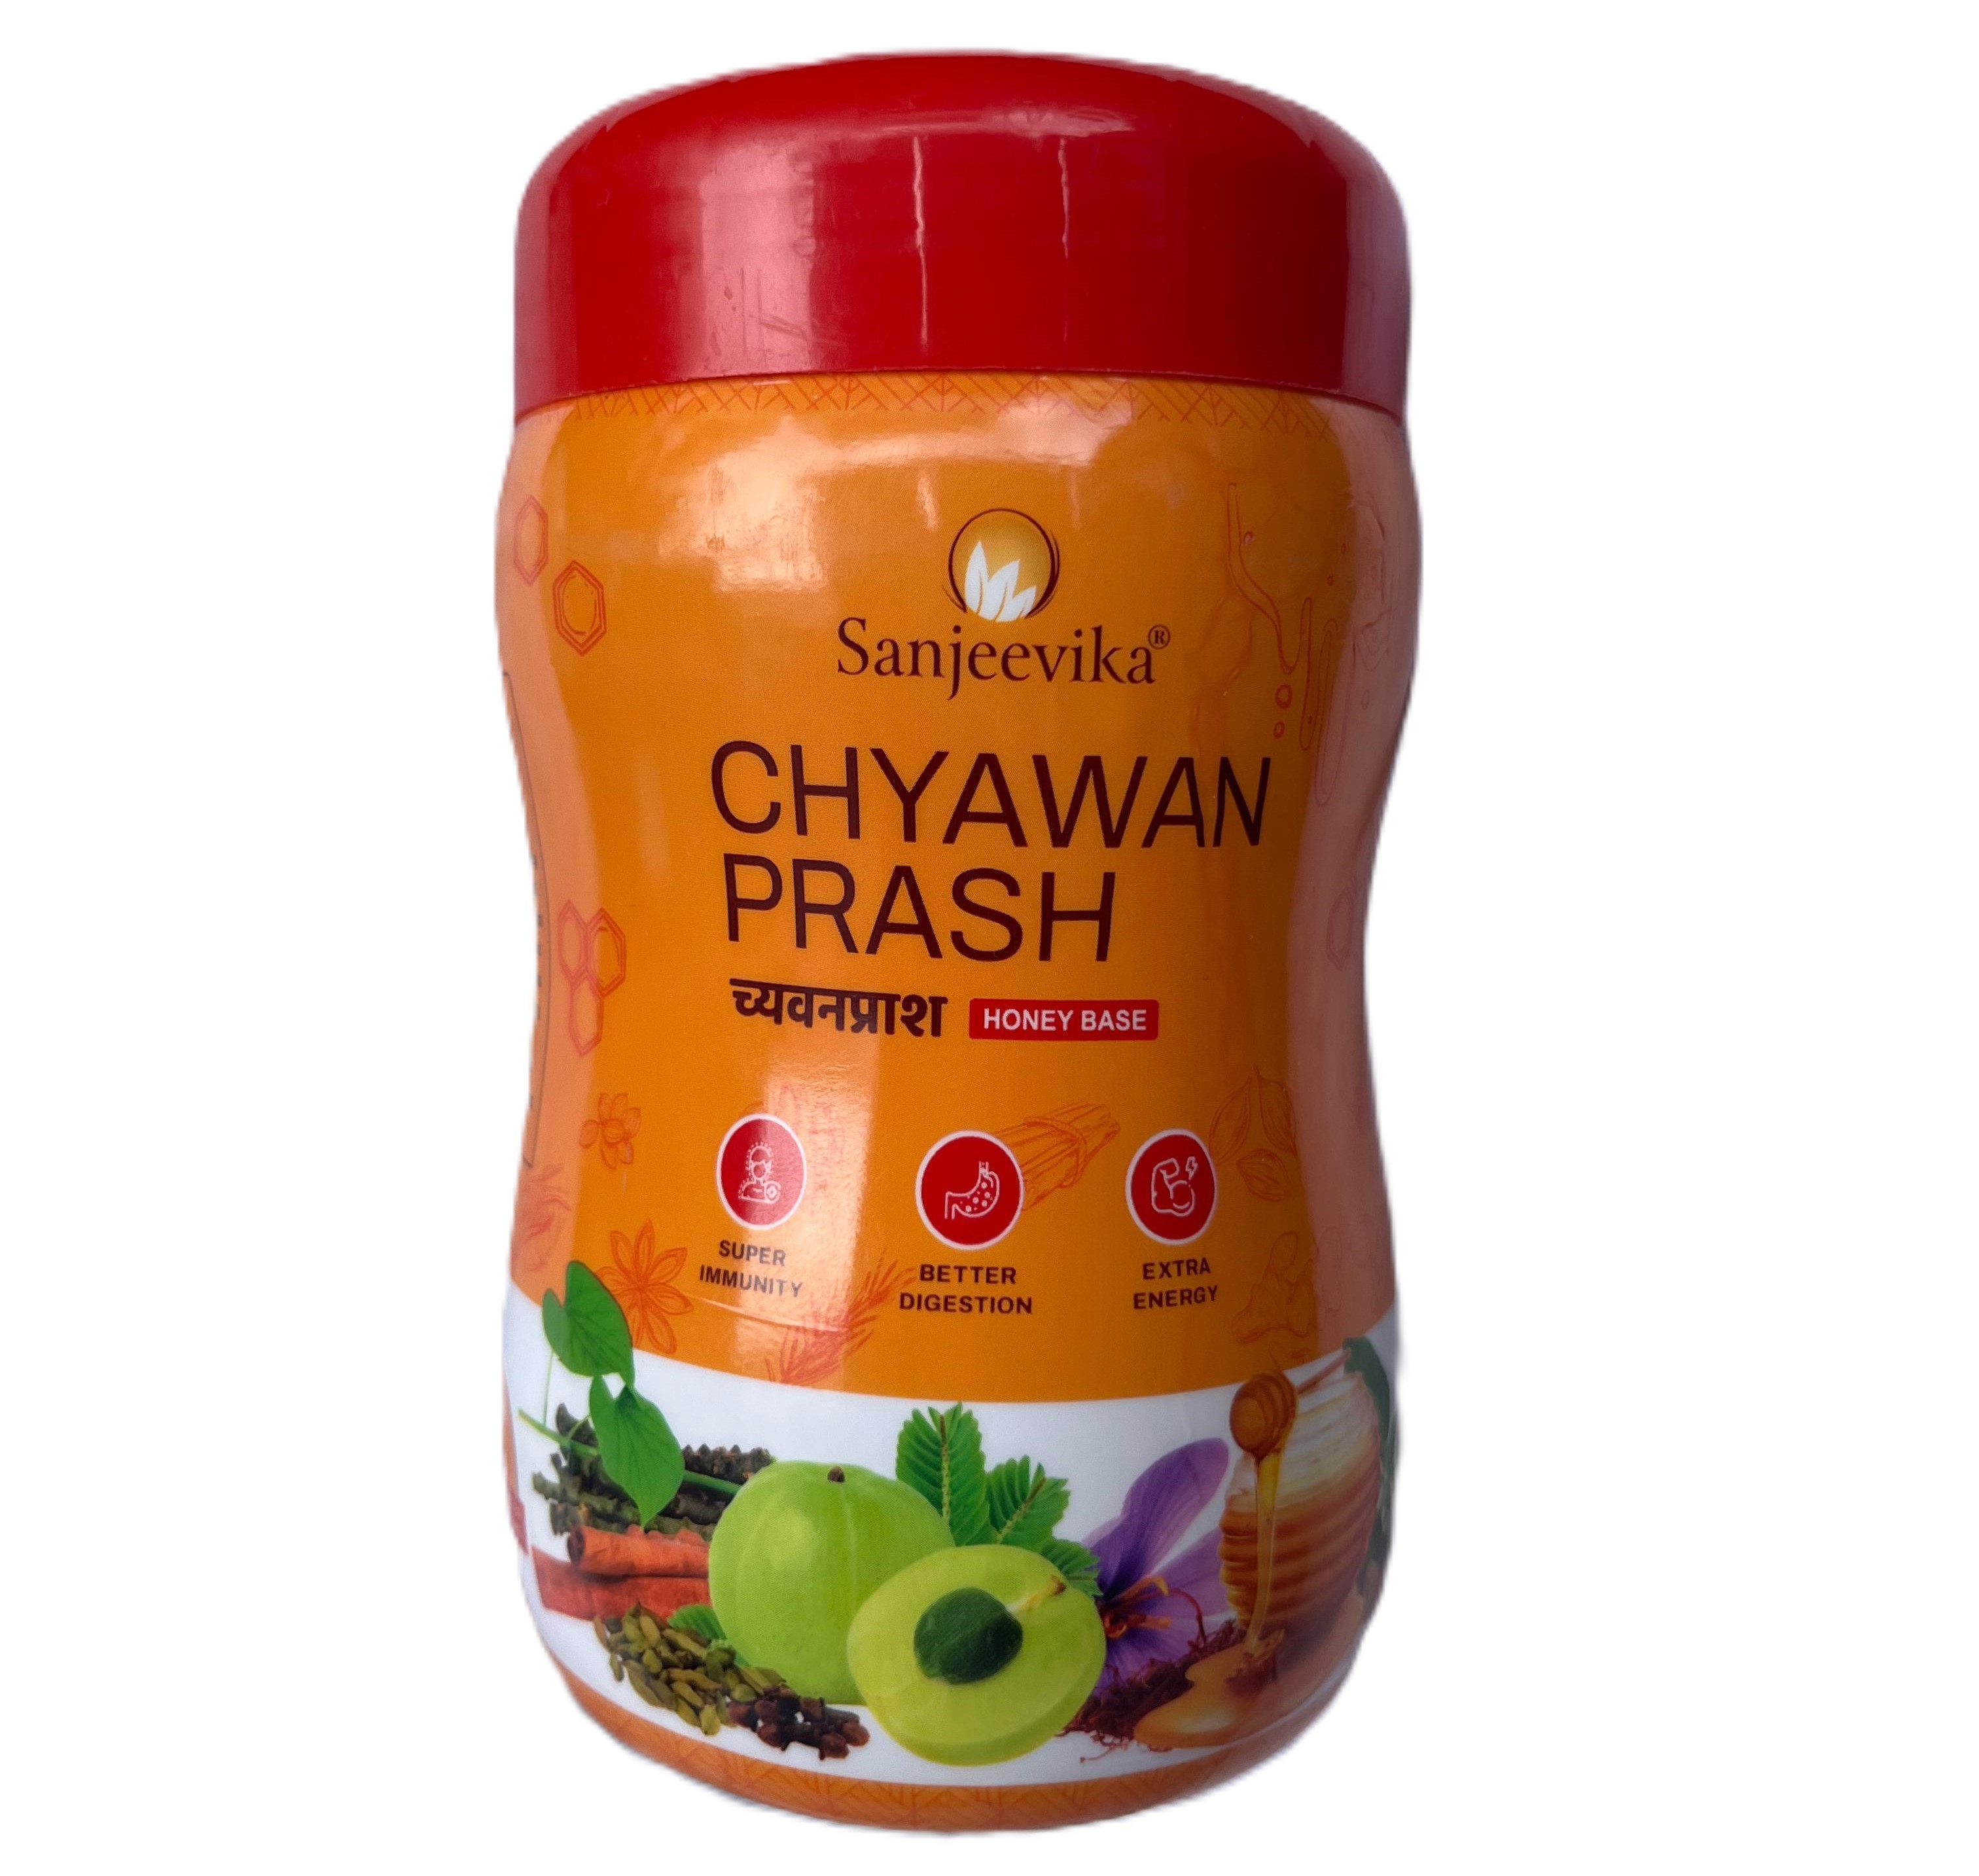 Sanjeevika®
CHYAWAN
PRASH
च्यवनप्राश HONEY BASE
SUPER
IMMUNITY
BETTER
DIGESTION
EXTRA
ENERGY